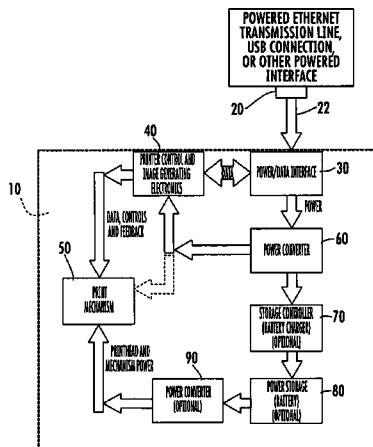 POWERED ETHERNET
TRANSMISSION LINE,
USB CONNECTION,
OR OTHER POWERED
INTERFACE
20
22
40
PRINTER CONTROL AND
IMAGE GENERATING
ELECTRONICS
DATA
POWER/DATA INTERFACE
30
10
DATA, CONTROLS
AND FEEDBACK
POWER
50
PRINT
MECHANISM
POWER CONVERTER
60
STORAGE CONTROLLER
(BATTERY CHARGER)
(OPTIONAL)
70
PRINTHEAD AND
MECHANISM POWER
90
POWER CONVERTER
(OPTIONAL)
POWER STORAGE
(BATTERY)
(OPTIONAL)
80